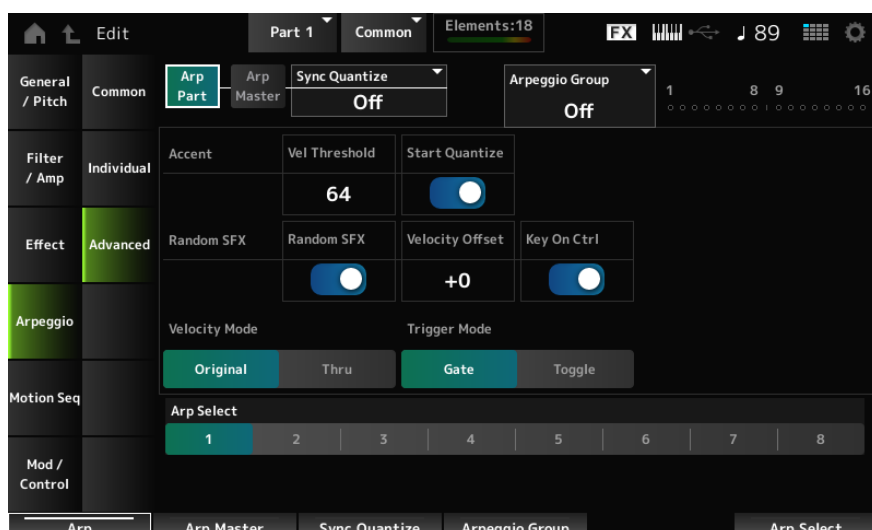 Edit
Part 1
Common
Elements:18
FX
89
General
/ Pitch
Common
Arp
Part
Arp
Master
Sync Quantize
Off
Arpeggio Group
Off
1
8
9
16
Filter
/ Amp
Individual
Accent
Vel Threshold
Start Quantize
64
Effect
Advanced
Random SFX
Random SFX
Velocity Offset
Key On Ctrl
+0
Arpeggio
Velocity Mode
Trigger Mode
Original
Thru
Gate
Toggle
Motion Seq
Arp Select
1
2
3
4
5
6
7
8
Mod /
Control
Arp
Arp Master
Sync Quantize
Arpeggio Group
Arp Select